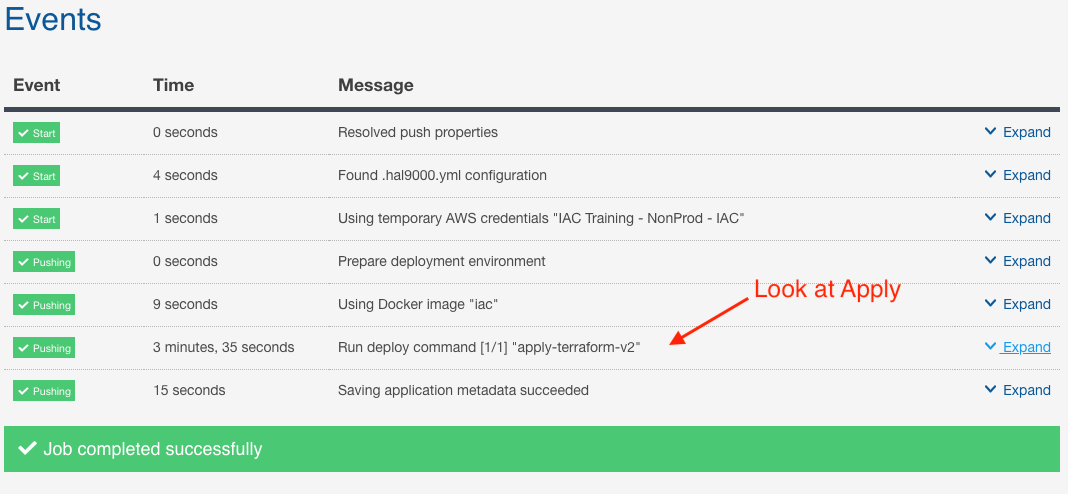 Events
Event Time Message
Start 0 seconds Resolved push properties Expand
Start 4 seconds Found .hal9000.yml configuration Expand
Start 1 seconds Using temporary AWS credentials "IAC Training - NonProd - IAC" Expand
Pushing 0 seconds Prepare deployment environment Expand
Look at Apply
Pushing 9 seconds Using Docker image "iac" Expand
Pushing 3 minutes, 35 seconds Run deploy command [1/1] "apply-terraform-v2" Expand
Pushing 15 seconds Saving application metadata succeeded Expand
Job completed successfully